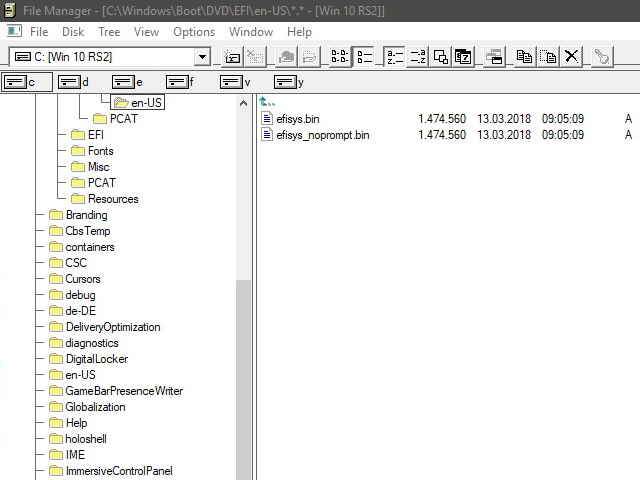 File Manager - [C:\Windows\Boot\DVD\EFI\en-US\*.* - [Win 10 RS2]]
File Disk Tree View Options Window Help
C: [Win 10 RS2]
c d e f v y
en-US
PCAT
EFI
Fonts
Misc
PCAT
Resources
Branding
CbsTemp
containers
CSC
Cursors
debug
de-DE
DeliveryOptimization
diagnostics
DigitalLocker
en-US
GameBarPresenceWriter
Globalization
Help
holoshell
IME
ImmersiveControlPanel
efisys.bin 1.474.560 13.03.2018 09:05:09 A
efisys_noprompt.bin 1.474.560 13.03.2018 09:05:09 A